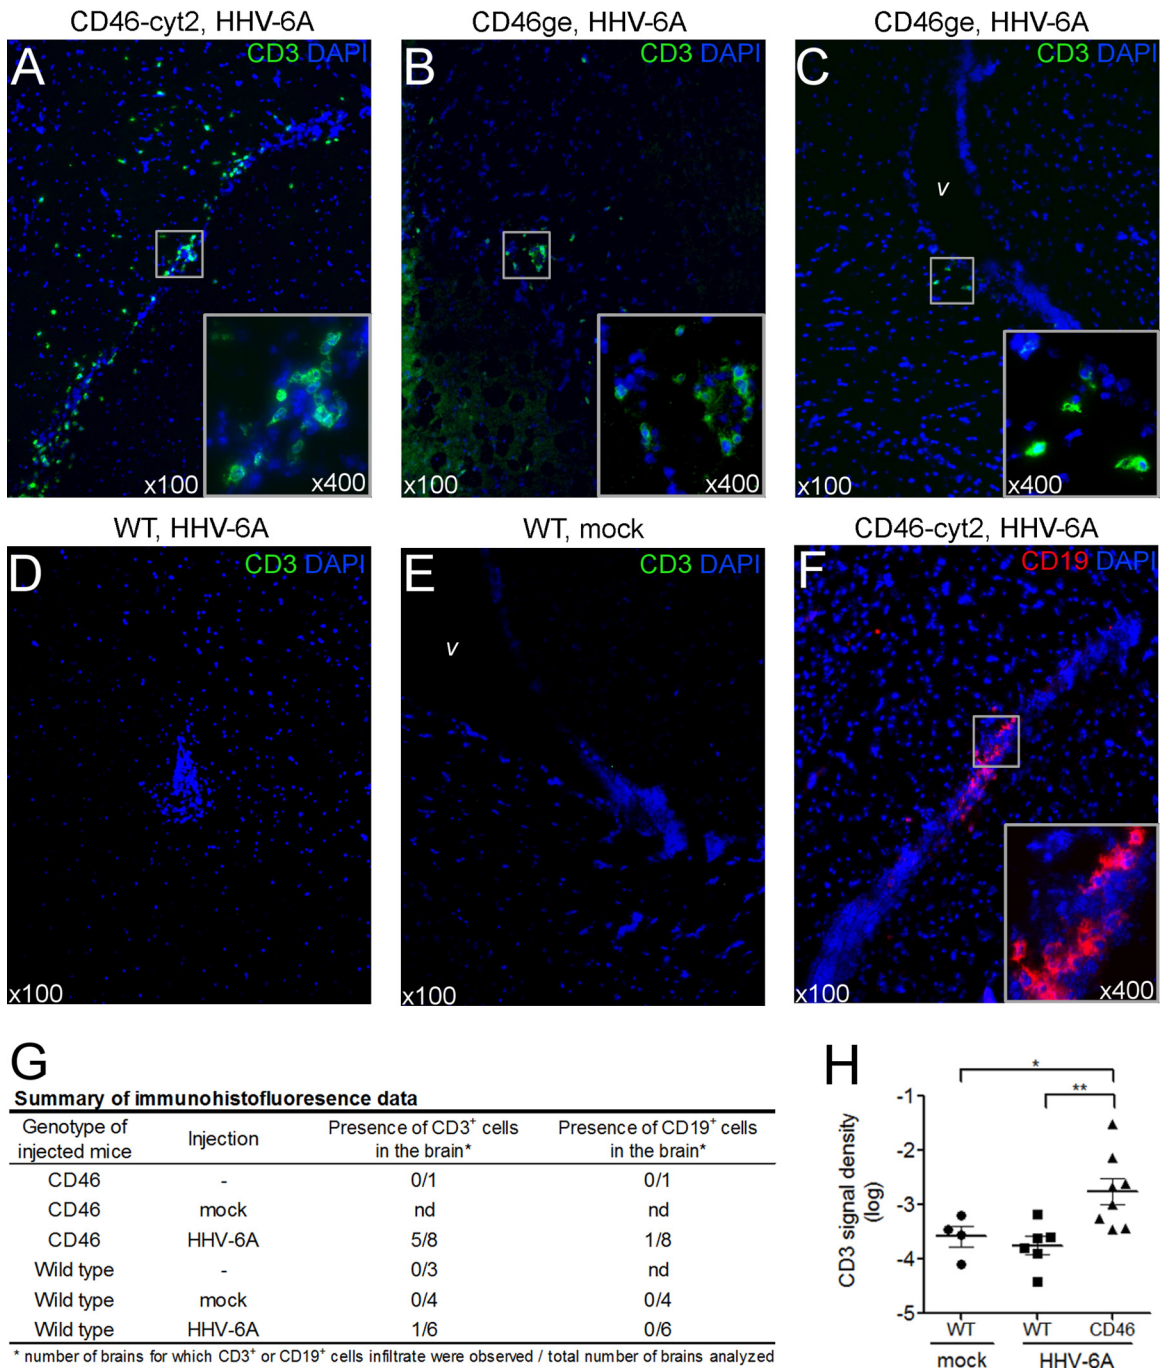 CD46-cyt2, HHV-6A
CD46ge, HHV-6A
CD46ge, HHV-6A
A
CD3 DAPI
x100
x400
B
CD3 DAPI
x100
x400
C
CD3 DAPI
v
x100
x400
WT, HHV-6A
WT, mock
CD46-cyt2, HHV-6A
D
CD3 DAPI
x100
E
CD3 DAPI
v
x100
F
CD19 DAPI
x100
x400
G
Summary of immunohistofluoresence data
Genotype of injected mice Injection Presence of CD3+ cells in the brain* Presence of CD19+ cells in the brain*
CD46 - 0/1 0/1
CD46 mock nd nd
CD46 HHV-6A 5/8 1/8
Wild type - 0/3 nd
Wild type mock 0/4 0/4
Wild type HHV-6A 1/6 0/6
* number of brains for which CD3+ or CD19+ cells infiltrate were observed / total number of brains analyzed
H
*
**
CD3 signal density
(log)
-1
-2
-3
-4
-5
WT WT CD46
mock HHV-6A